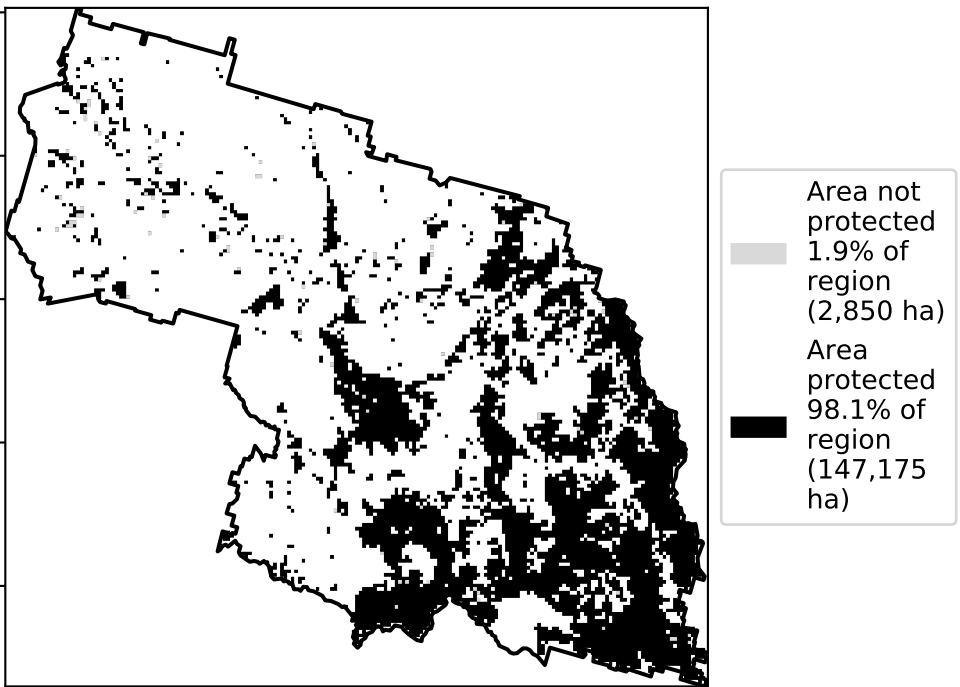 Area not
protected
1.9% of
region
(2,850 ha)
Area
protected
98.1% of
region
(147,175
ha)